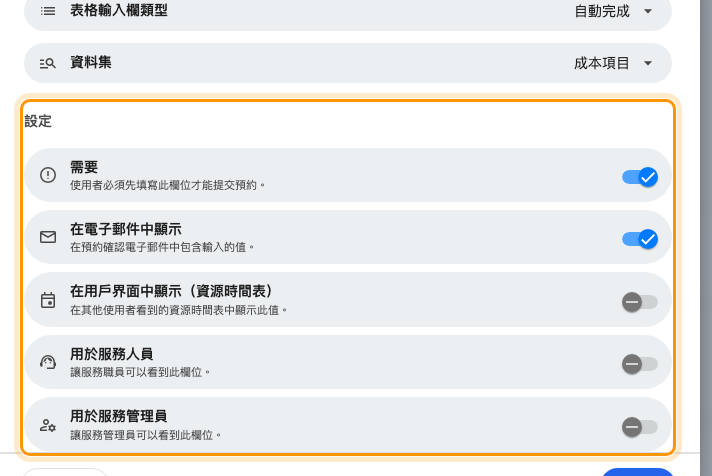 表格輸入欄類型
自動完成
資料集
成本項目
設定
需要
使用者必須先填寫此欄位才能提交預約。
在電子郵件中顯示
在預約確認電子郵件中包含輸入的值。
在用戶界面中顯示（資源時間表）
在其他使用者看到的資源時間表中顯示此值。
用於服務人員
讓服務職員可以看到此欄位。
用於服務管理員
讓服務管理員可以看到此欄位。